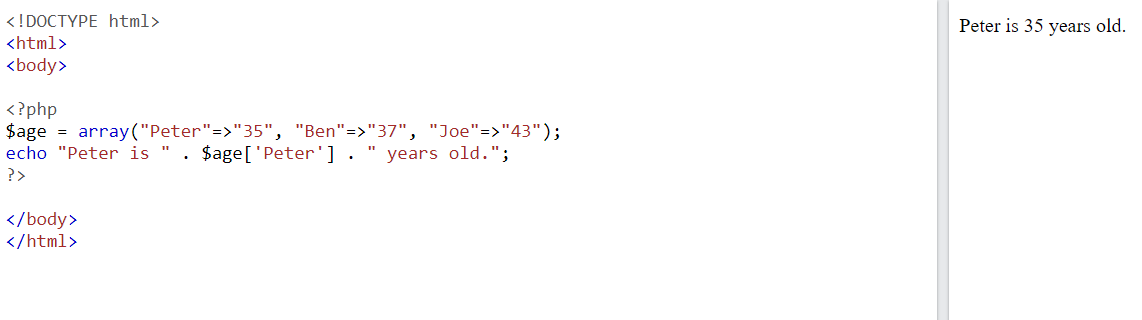 <!DOCTYPE html>
<html>
<body>
<?php
$age = array("Peter"=>"35", "Ben"=>"37", "Joe"=>"43");
echo "Peter is " . $age['Peter'] . " years old.";
?>
</body>
</html>
Peter is 35 years old.